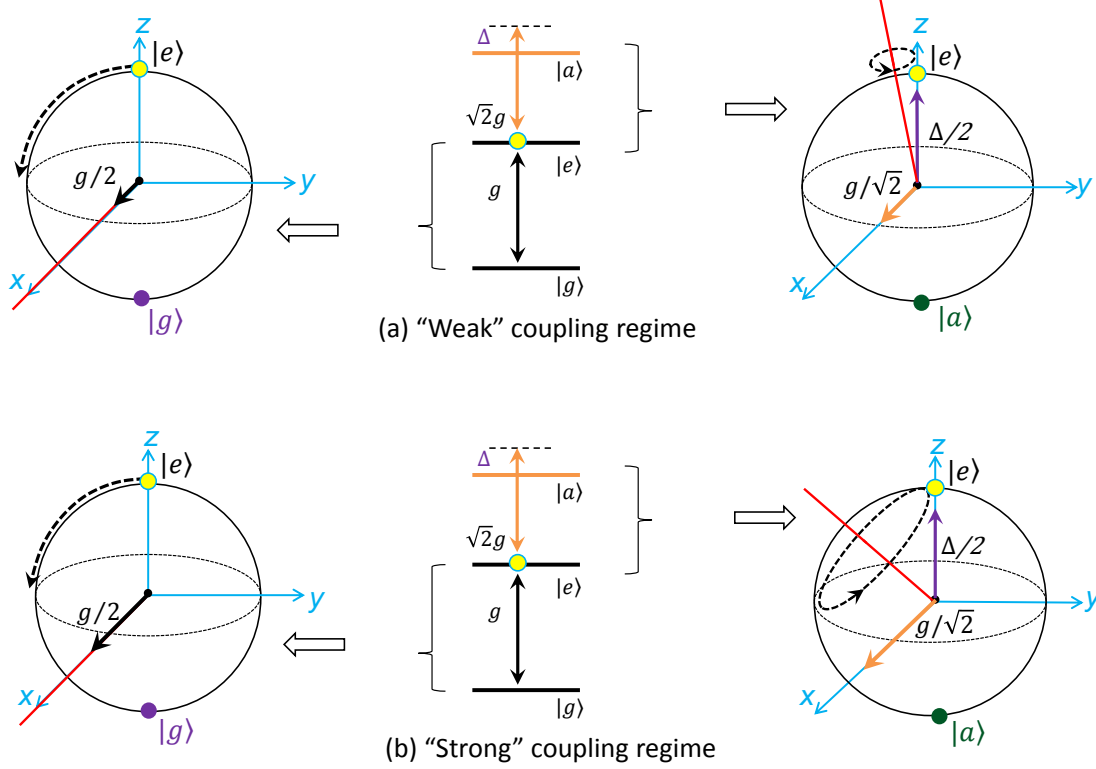 z
|e⟩
g/2
y
x
|g⟩
Δ
|a⟩
√2g
|e⟩
g
|g⟩
z
|e⟩
Δ/2
g/√2
y
x
|a⟩
(a) “Weak” coupling regime
z
|e⟩
g/2
y
x
|g⟩
Δ
|a⟩
√2g
|e⟩
g
|g⟩
z
|e⟩
Δ/2
g/√2
y
x
|a⟩
(b) “Strong” coupling regime